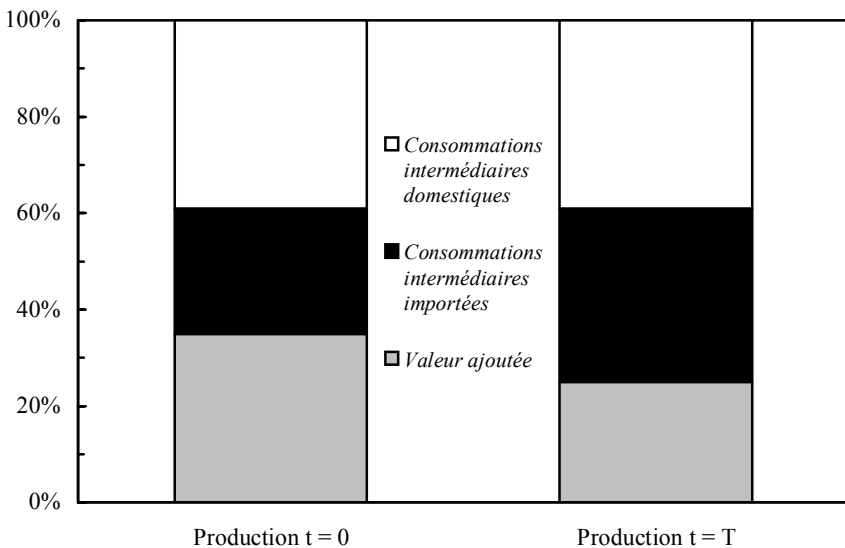 100%
80%
60%
40%
20%
0%
Consommations
intermédiaires
domestiques
Consommations
intermédiaires
importées
Valeur ajoutée
Production t = 0
Production t = T